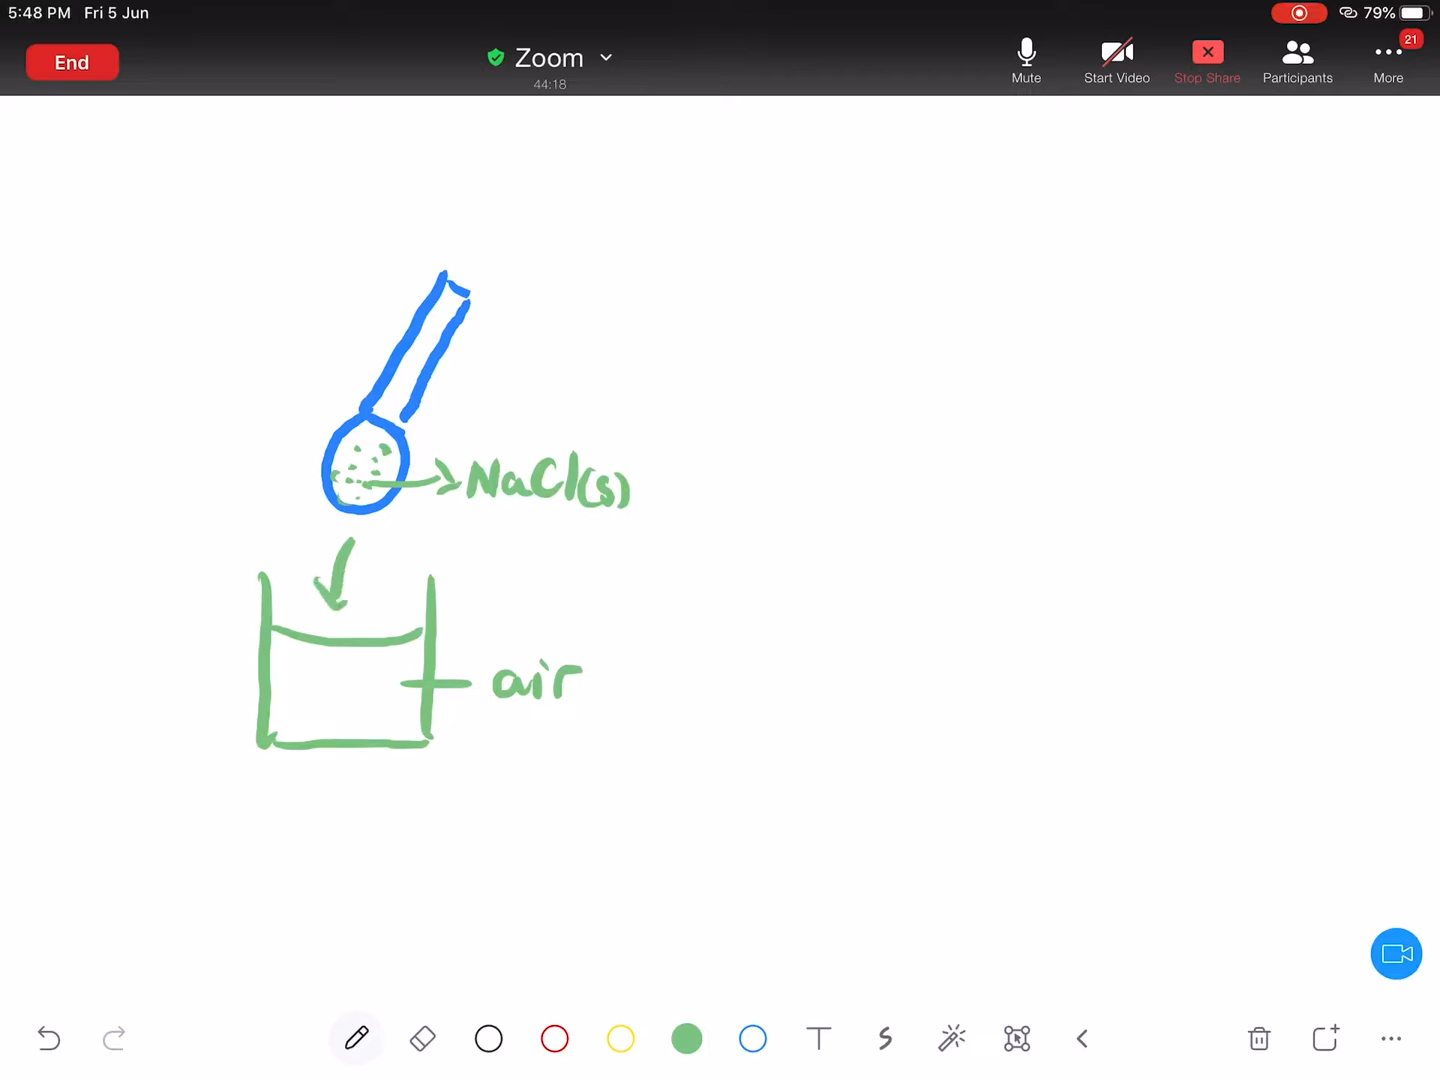 5:48 PM Fri 5 Jun
79%
End
Zoom
44:18
Mute
Start Video
Stop Share
Participants
More
21
NaCl(s)
air